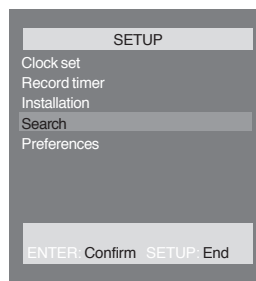 SETUP
Clock set
Record timer
Installation
Search
Preferences
ENTER: Confirm SETUP: End